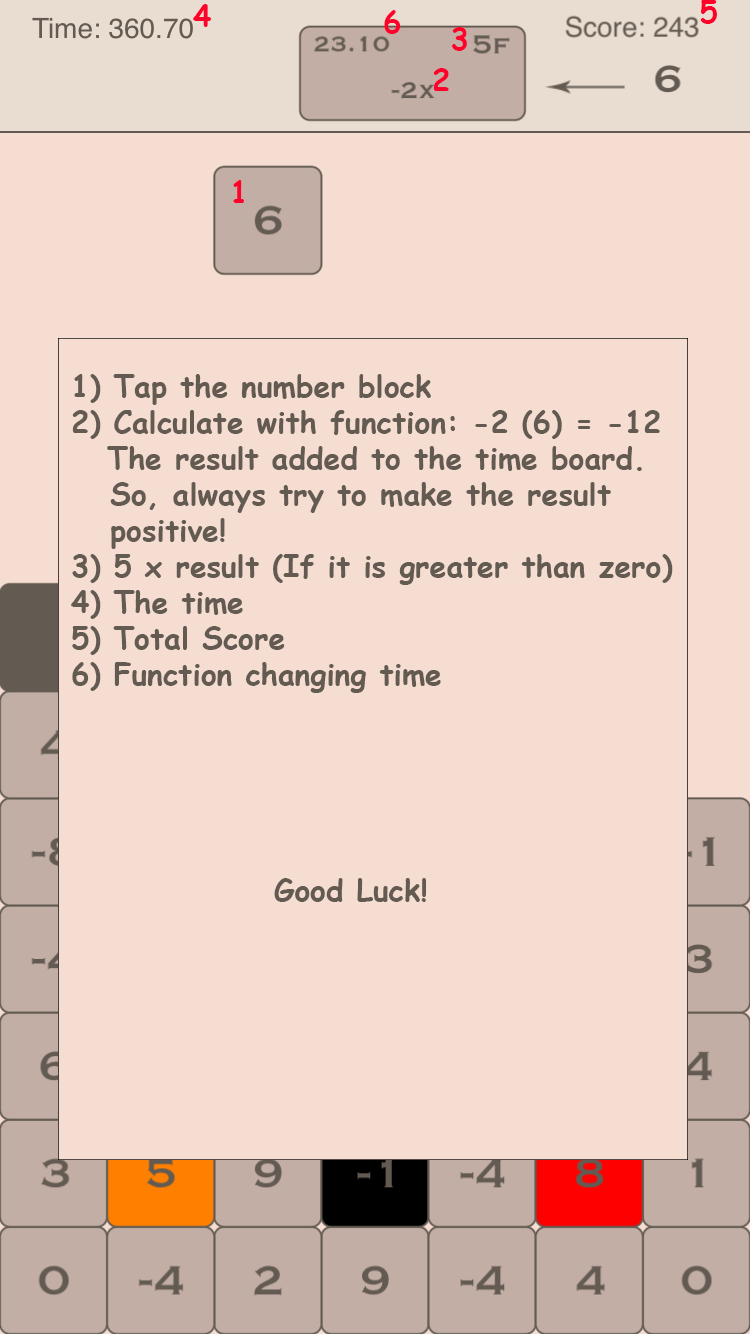 Time: 360.70 4
6
5
23.10 3 5F
Score: 243
-2x 2
6
1
6
1) Tap the number block
2) Calculate with function: -2 (6) = -12
The result added to the time board.
So, always try to make the result
positive!
3) 5 x result (If it is greater than zero)
4) The time
5) Total Score
6) Function changing time
Good Luck!
-1
3
4
3 5 9 -1 -4 8 1
0 -4 2 9 -4 4 0